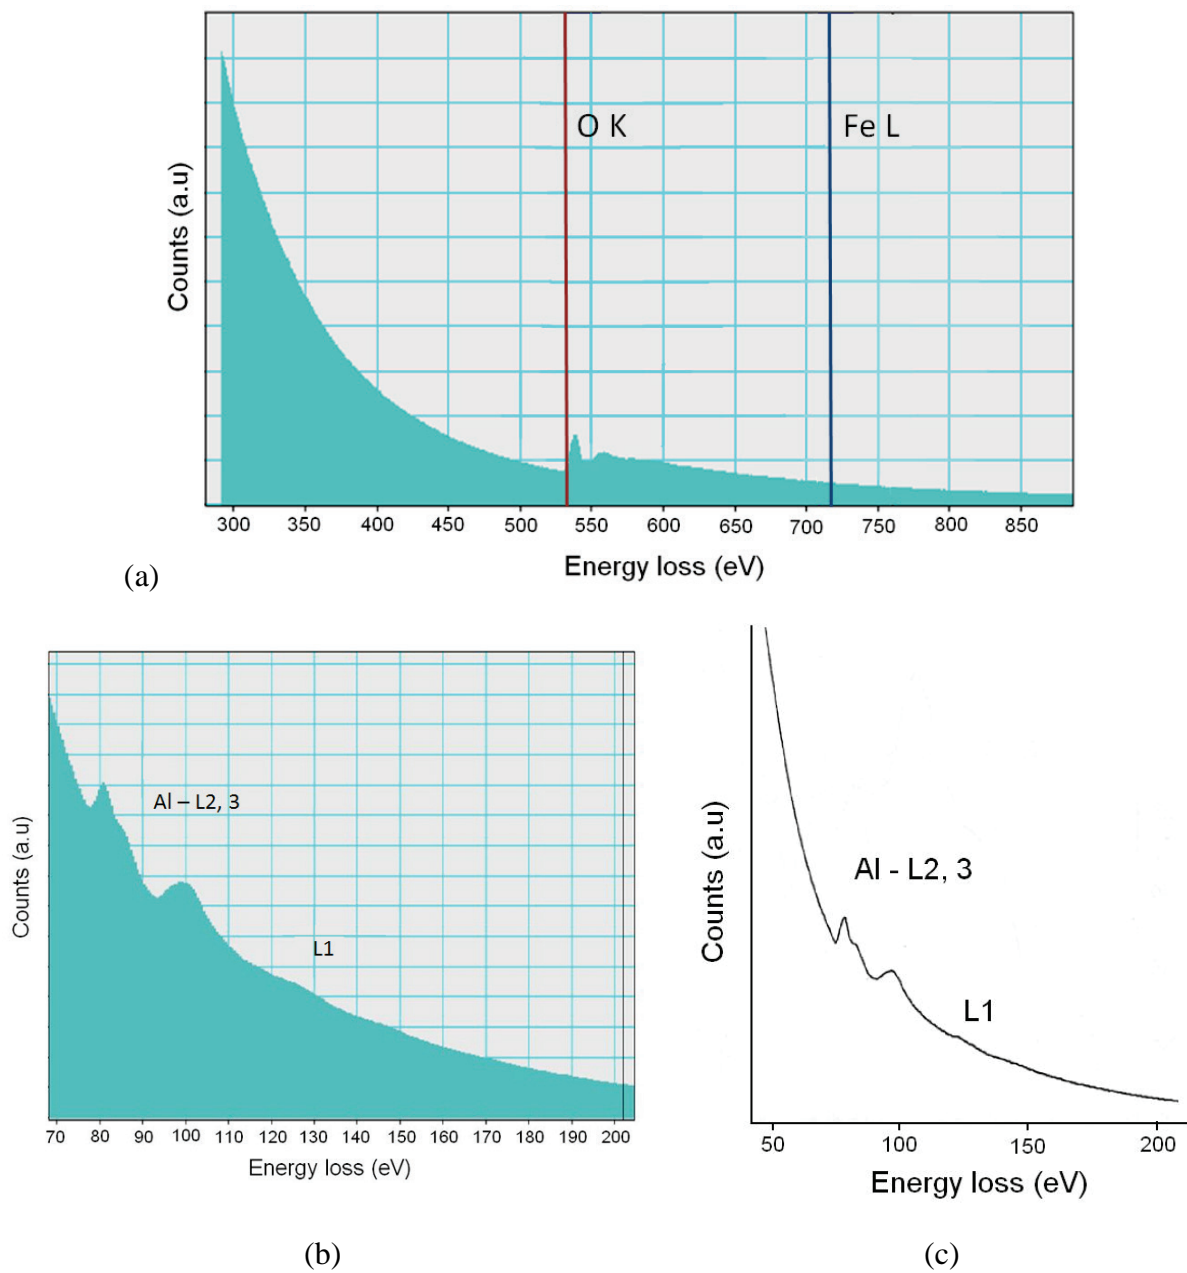 O K
Fe L
Counts (a.u)
300 350 400 450 500 550 600 650 700 750 800 850
Energy loss (eV)
(a)
Al – L2, 3
L1
Counts (a.u)
70 80 90 100 110 120 130 140 150 160 170 180 190 200
Energy loss (eV)
(b)
Al - L2, 3
L1
Counts (a.u)
50 100 150 200
Energy loss (eV)
(c)